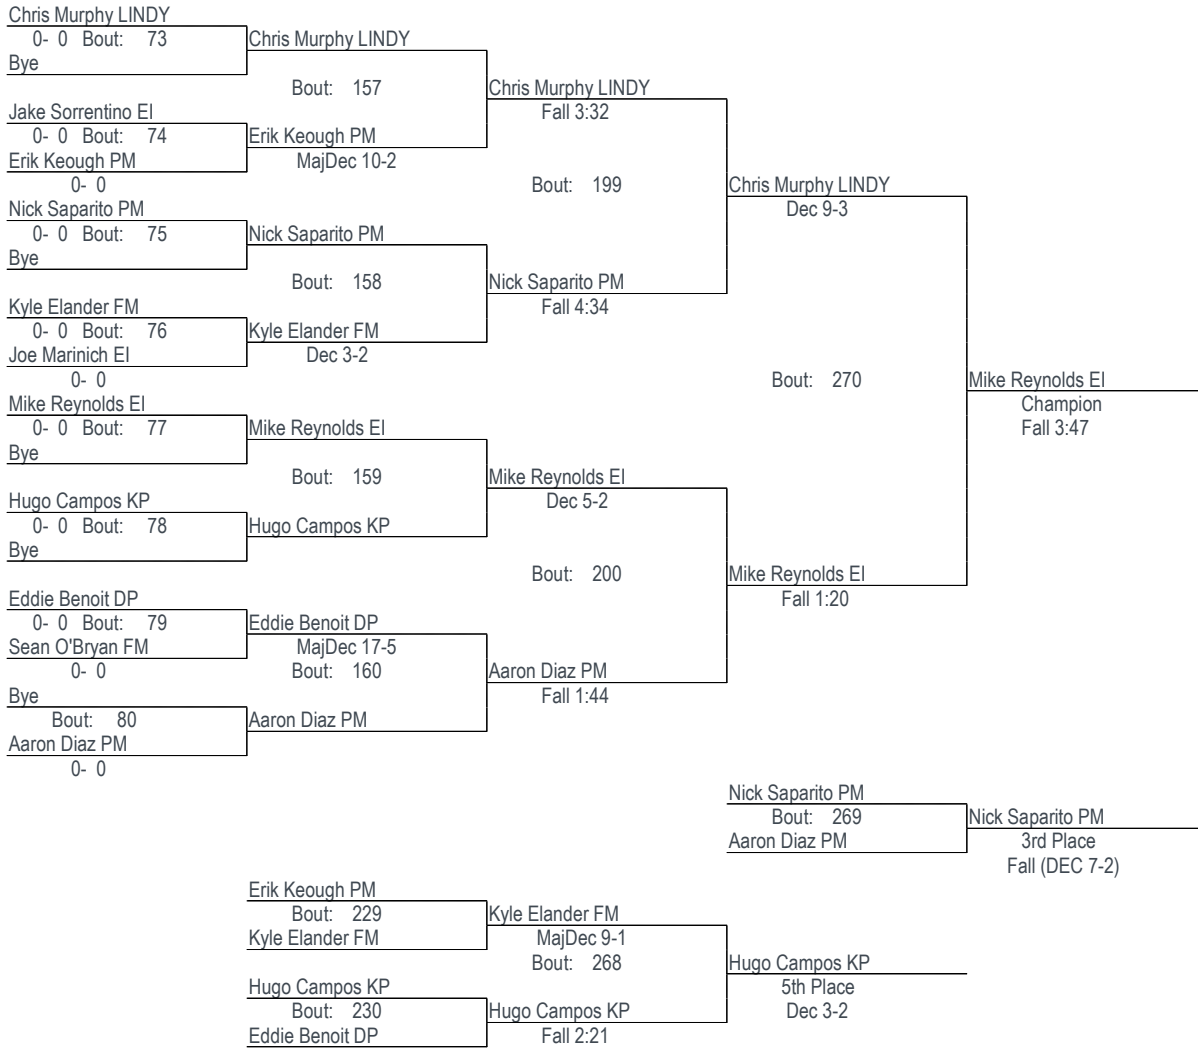 Chris Murphy LINDY
0- 0 Bout: 73
Bye
Chris Murphy LINDY
Bout: 157
Jake Sorrentino EI
0- 0 Bout: 74
Erik Keough PM
0- 0
Erik Keough PM
MajDec 10-2
Chris Murphy LINDY
Fall 3:32
Bout: 199
Nick Saparito PM
0- 0 Bout: 75
Bye
Nick Saparito PM
Bout: 158
Kyle Elander FM
0- 0 Bout: 76
Joe Marinich EI
0- 0
Kyle Elander FM
Dec 3-2
Nick Saparito PM
Fall 4:34
Chris Murphy LINDY
Dec 9-3
Bout: 270
Mike Reynolds EI
Champion
Fall 3:47
Mike Reynolds EI
0- 0 Bout: 77
Bye
Mike Reynolds EI
Bout: 159
Hugo Campos KP
0- 0 Bout: 78
Bye
Hugo Campos KP
Mike Reynolds EI
Dec 5-2
Bout: 200
Mike Reynolds EI
Fall 1:20
Eddie Benoit DP
0- 0 Bout: 79
Sean O'Bryan FM
0- 0
Eddie Benoit DP
MajDec 17-5
Bout: 160
Bye
Bout: 80
Aaron Diaz PM
0- 0
Aaron Diaz PM
Aaron Diaz PM
Fall 1:44
Nick Saparito PM
Bout: 269
Aaron Diaz PM
Nick Saparito PM
3rd Place
Fall (DEC 7-2)
Erik Keough PM
Bout: 229
Kyle Elander FM
Kyle Elander FM
MajDec 9-1
Bout: 268
Hugo Campos KP
Bout: 230
Eddie Benoit DP
Hugo Campos KP
Fall 2:21
Hugo Campos KP
5th Place
Dec 3-2